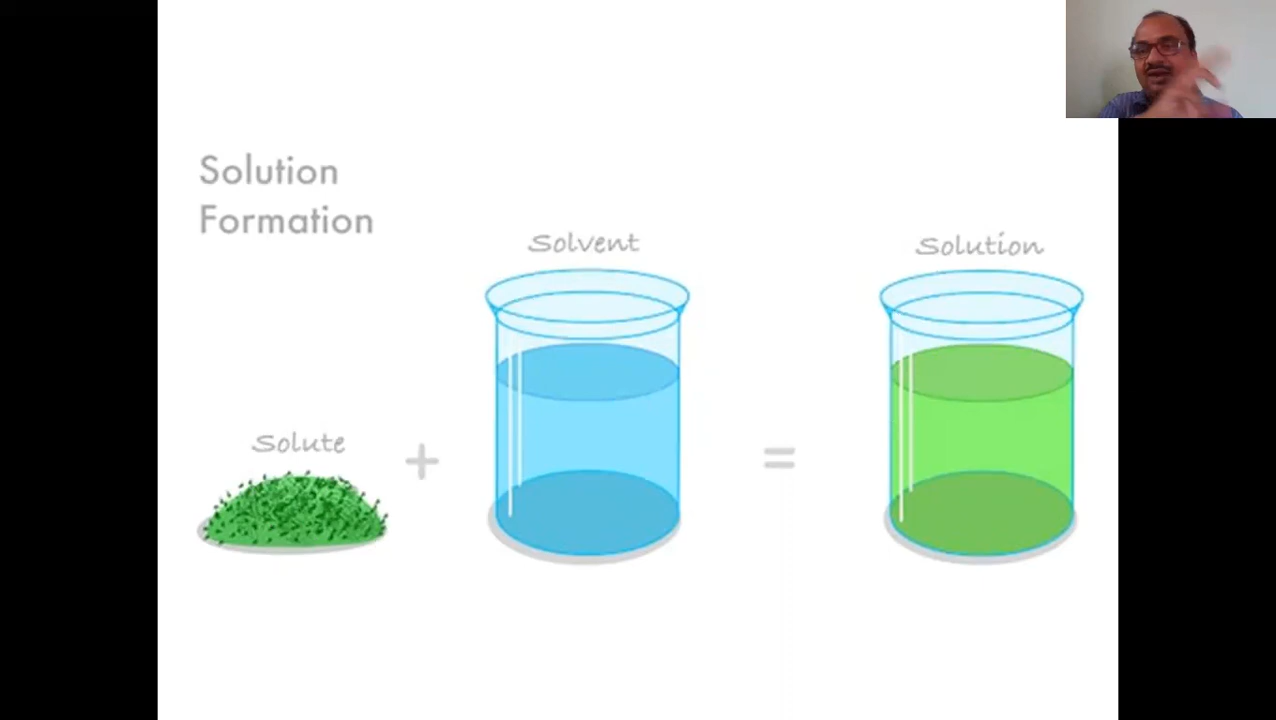 Solution
Formation
Solvent
Solution
Solute
+
=